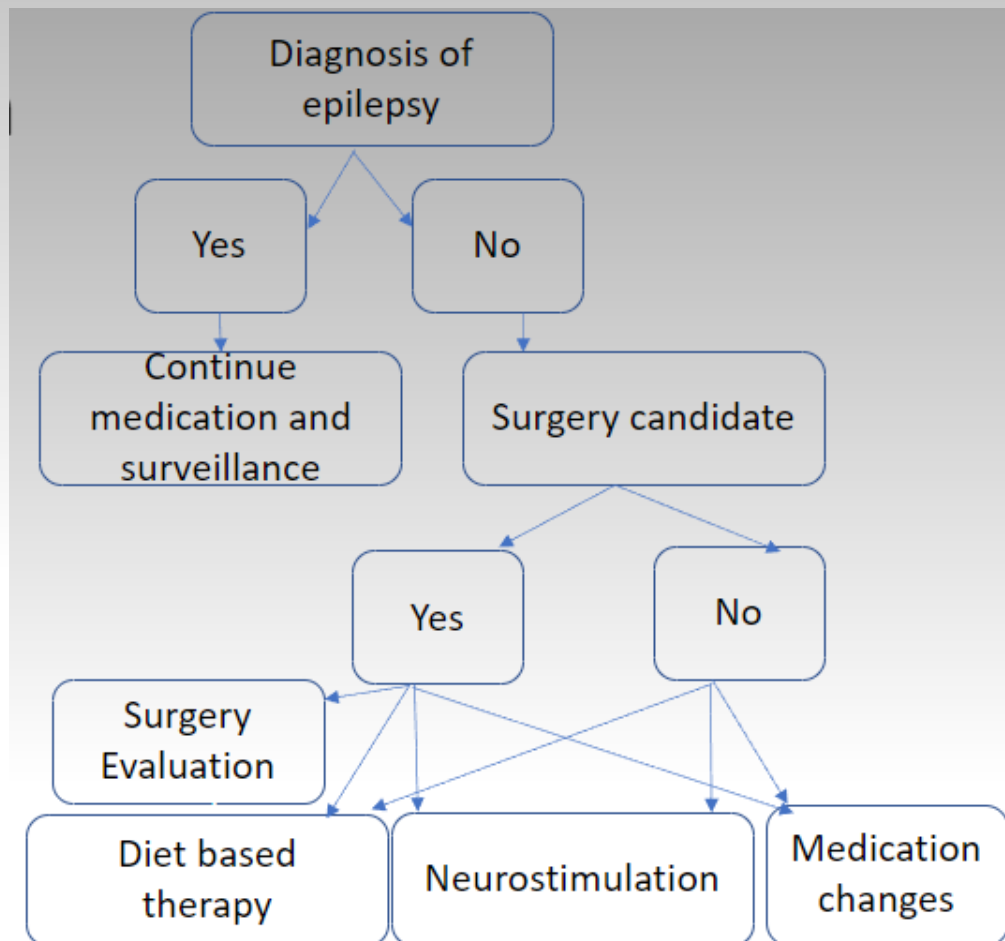 Diagnosis of
epilepsy
Yes
No
Continue
medication and
surveillance
Surgery candidate
Yes
No
Surgery
Evaluation
Diet based
therapy
Neurostimulation
Medication
changes